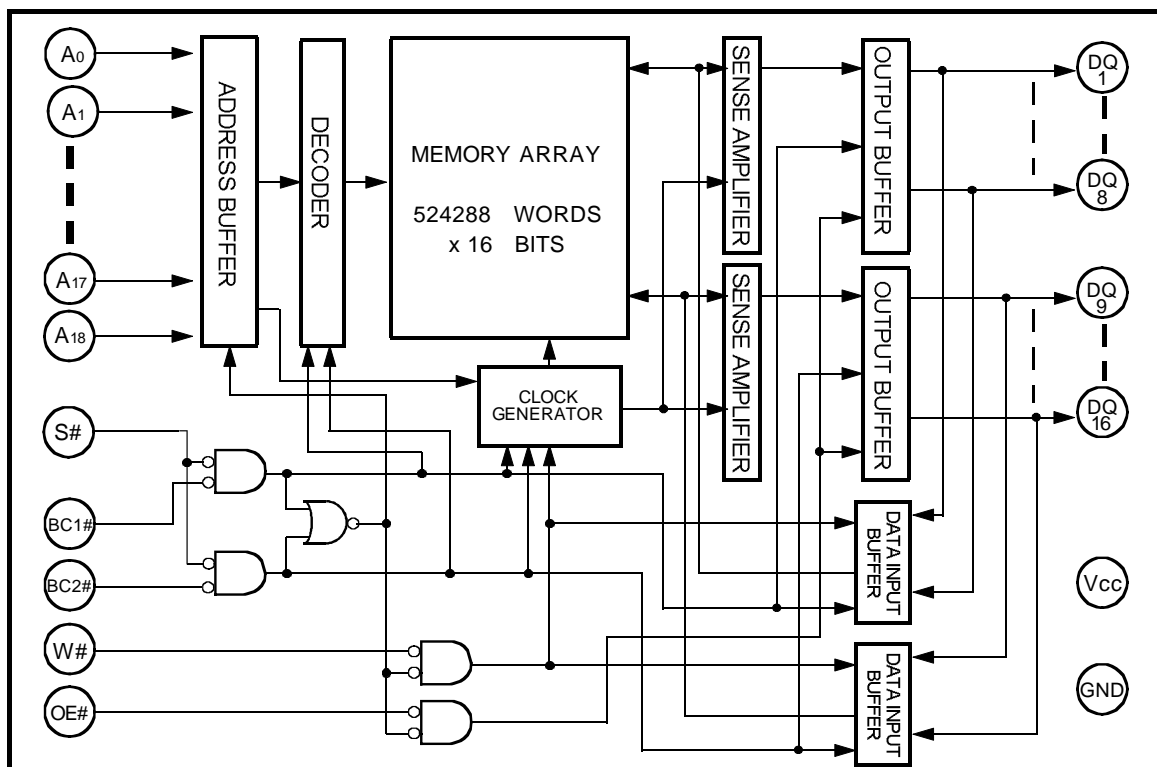 A0
A1
A17
A18
S#
BC1#
BC2#
W#
OE#
ADDRESS BUFFER
DECODER
MEMORY ARRAY
524288 WORDS
x 16 BITS
CLOCK
GENERATOR
SENSE AMPLIFIER
SENSE AMPLIFIER
OUTPUT BUFFER
OUTPUT BUFFER
DATA INPUT
BUFFER
DATA INPUT
BUFFER
DQ
1
DQ
8
DQ
9
DQ
16
Vcc
GND